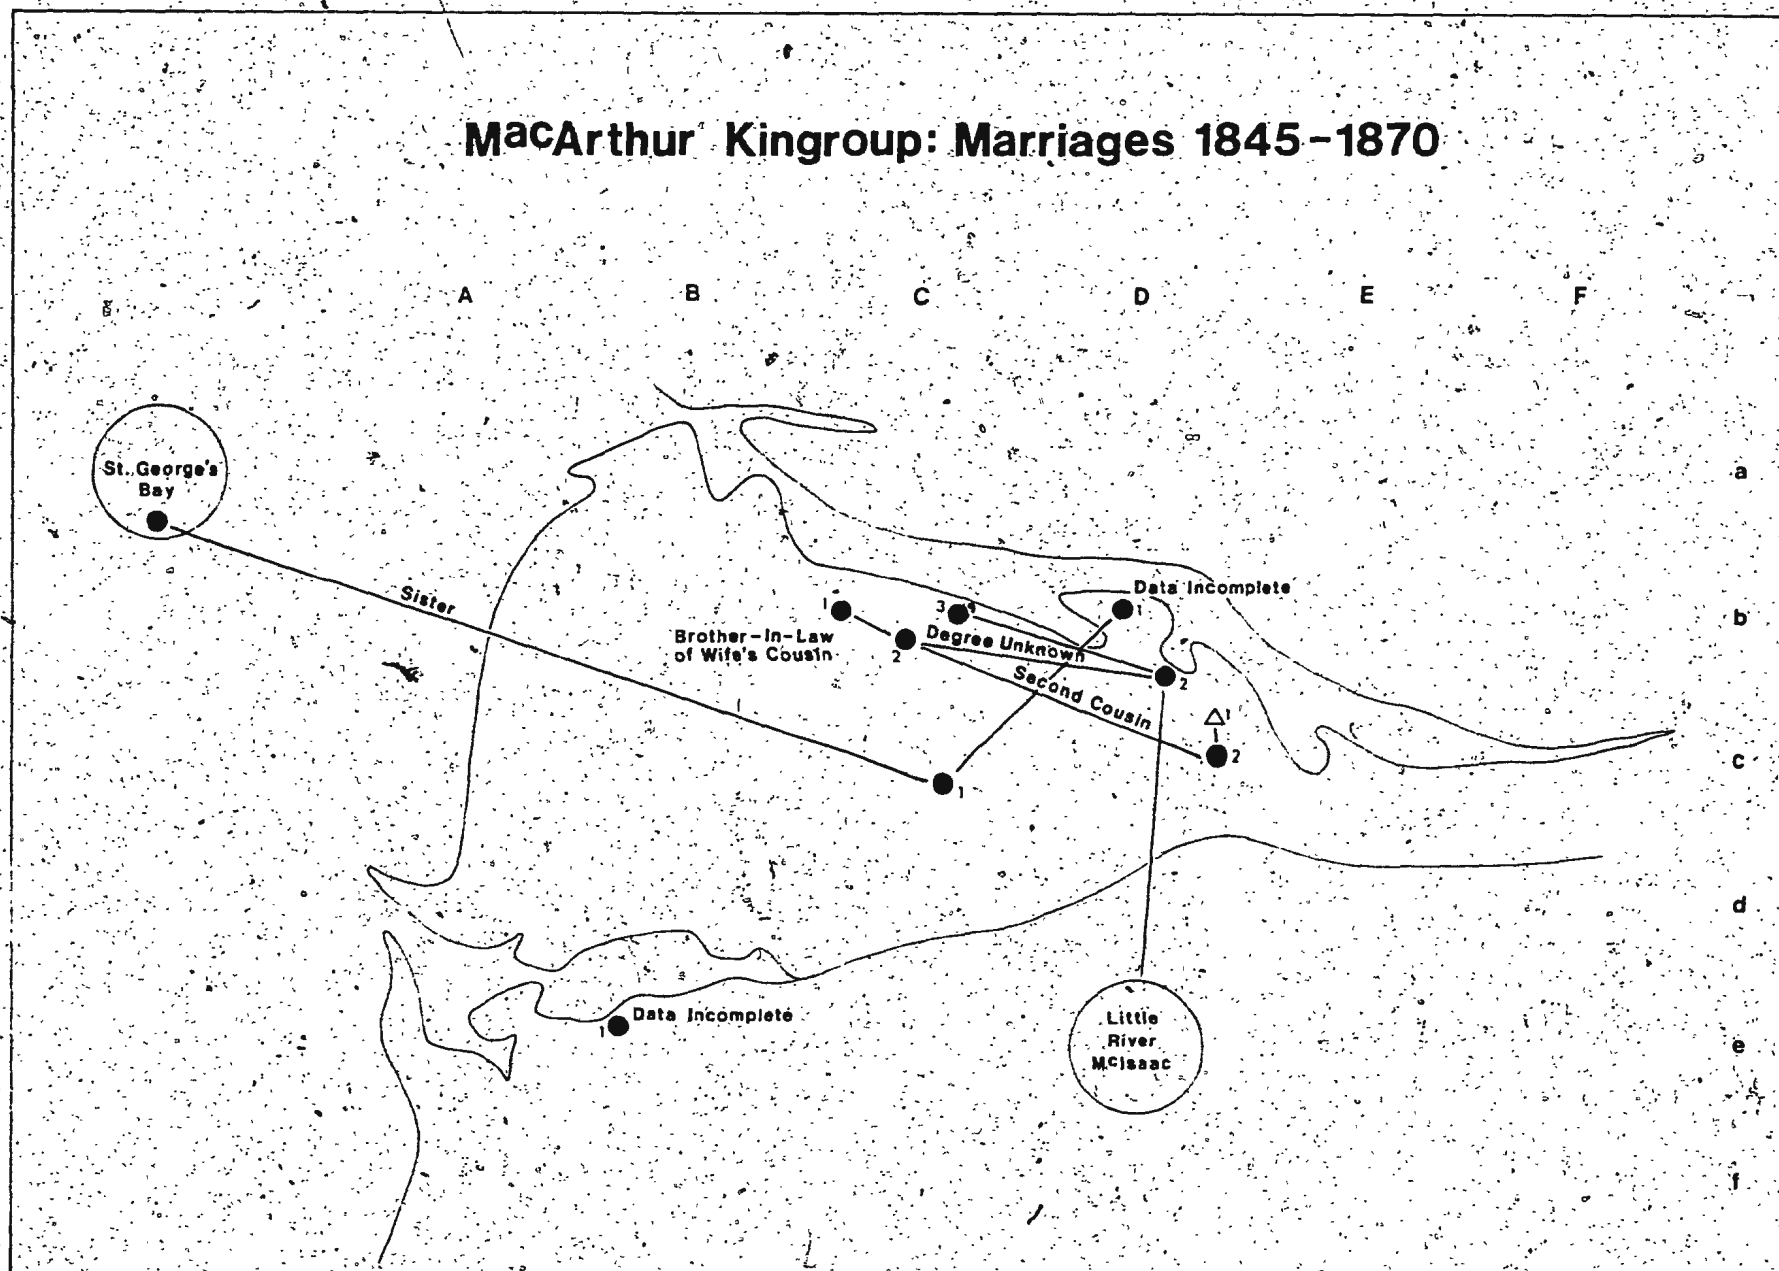 MacArthur Kingroup: Marriages 1845-1870
A B C D E F
a
St. George's
Bay
Sister
Data Incomplete
1
1
3 4
b
Brother-In-Law
of Wife's Cousin
2
Degree Unknown
2
Second Cousin
1
2
c
1
d
Data Incomplete
1
Little
River
McIsaac
e
f